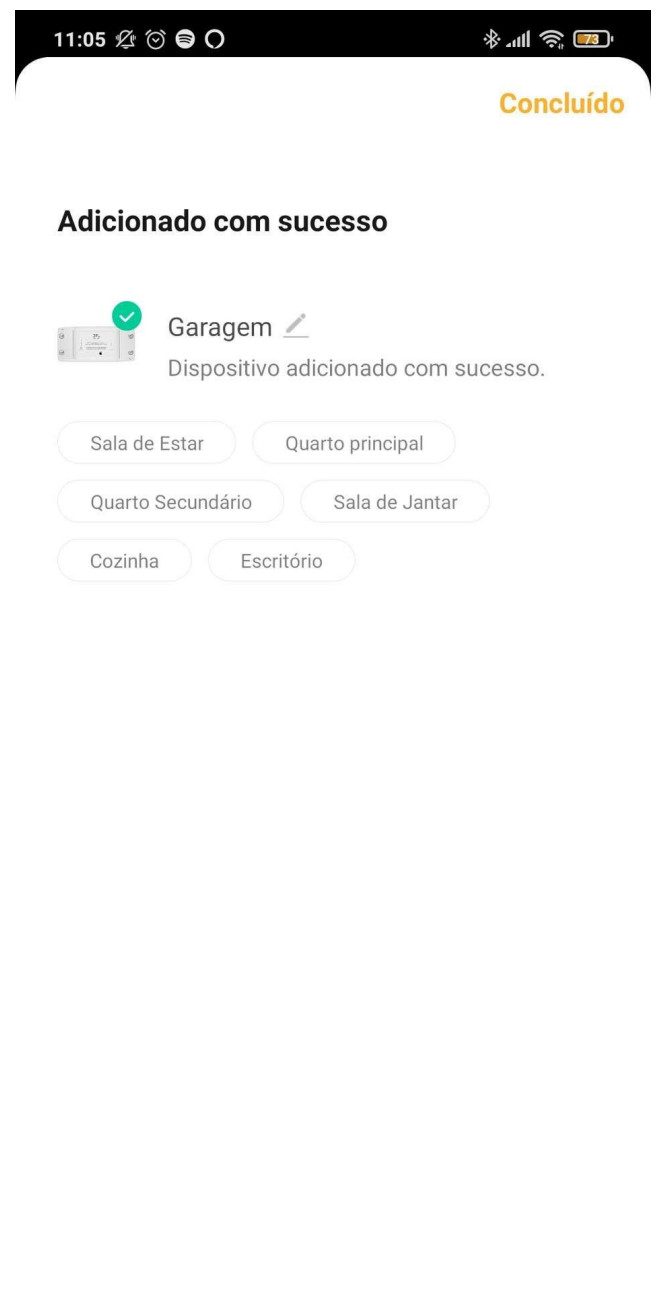 11:05
73
Concluído
Adicionado com sucesso
Garagem
Dispositivo adicionado com sucesso.
Sala de Estar Quarto principal
Quarto Secundário Sala de Jantar
Cozinha Escritório